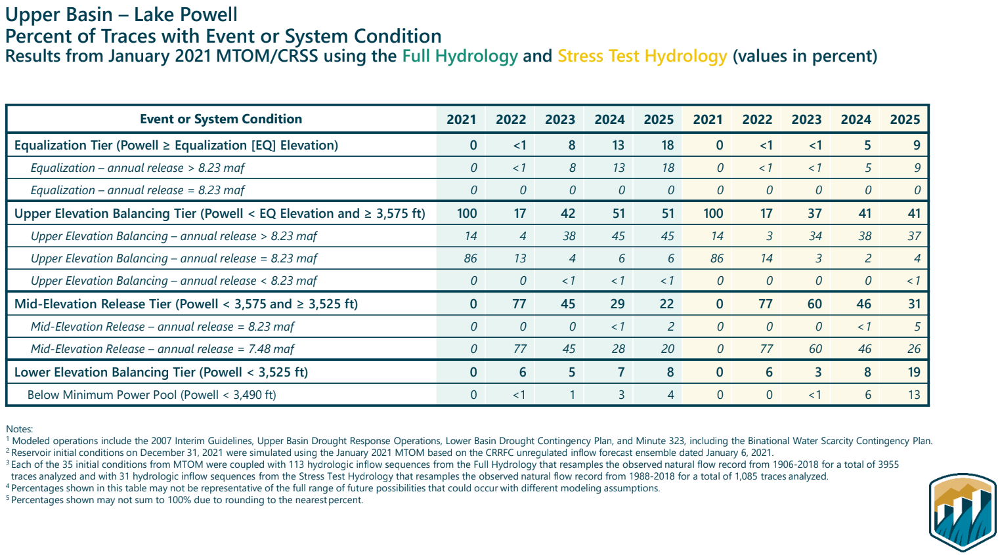 Upper Basin – Lake Powell
Percent of Traces with Event or System Condition
Results from January 2021 MTOM/CRSS using the Full Hydrology and Stress Test Hydrology (values in percent)
Event or System Condition 2021 2022 2023 2024 2025 2021 2022 2023 2024 2025
Equalization Tier (Powell ≥ Equalization [EQ] Elevation) 0 <1 8 13 18 0 <1 <1 5 9
Equalization – annual release > 8.23 maf 0 <1 8 13 18 0 <1 <1 5 9
Equalization – annual release = 8.23 maf 0 0 0 0 0 0 0 0 0 0
Upper Elevation Balancing Tier (Powell < EQ Elevation and ≥ 3,575 ft) 100 17 42 51 51 100 17 37 41 41
Upper Elevation Balancing – annual release > 8.23 maf 14 4 38 45 45 14 3 34 38 37
Upper Elevation Balancing – annual release = 8.23 maf 86 13 4 6 6 86 14 3 2 4
Upper Elevation Balancing – annual release < 8.23 maf 0 0 <1 <1 <1 0 0 0 0 <1
Mid-Elevation Release Tier (Powell < 3,575 and ≥ 3,525 ft) 0 77 45 29 22 0 77 60 46 31
Mid-Elevation Release – annual release = 8.23 maf 0 0 0 <1 2 0 0 0 <1 5
Mid-Elevation Release – annual release = 7.48 maf 0 77 45 28 20 0 77 60 46 26
Lower Elevation Balancing Tier (Powell < 3,525 ft) 0 6 5 7 8 0 6 3 8 19
Below Minimum Power Pool (Powell < 3,490 ft) 0 <1 1 3 4 0 0 <1 6 13
Notes:
1 Modeled operations include the 2007 Interim Guidelines, Upper Basin Drought Response Operations, Lower Basin Drought Contingency Plan, and Minute 323, including the Binational Water Scarcity Contingency Plan.
2 Reservoir initial conditions on December 31, 2021 were simulated using the January 2021 MTOM based on the CRRFC unregulated inflow forecast ensemble dated January 6, 2021.
3 Each of the 35 initial conditions from MTOM were coupled with 113 hydrologic inflow sequences from the Full Hydrology that resamples the observed natural flow record from 1906-2018 for a total of 3955
traces analyzed and with 31 hydrologic inflow sequences from the Stress Test Hydrology that resamples the observed natural flow record from 1988-2018 for a total of 1,085 traces analyzed.
4 Percentages shown in this table may not be representative of the full range of future possibilities that could occur with different modeling assumptions.
5 Percentages shown may not sum to 100% due to rounding to the nearest percent.